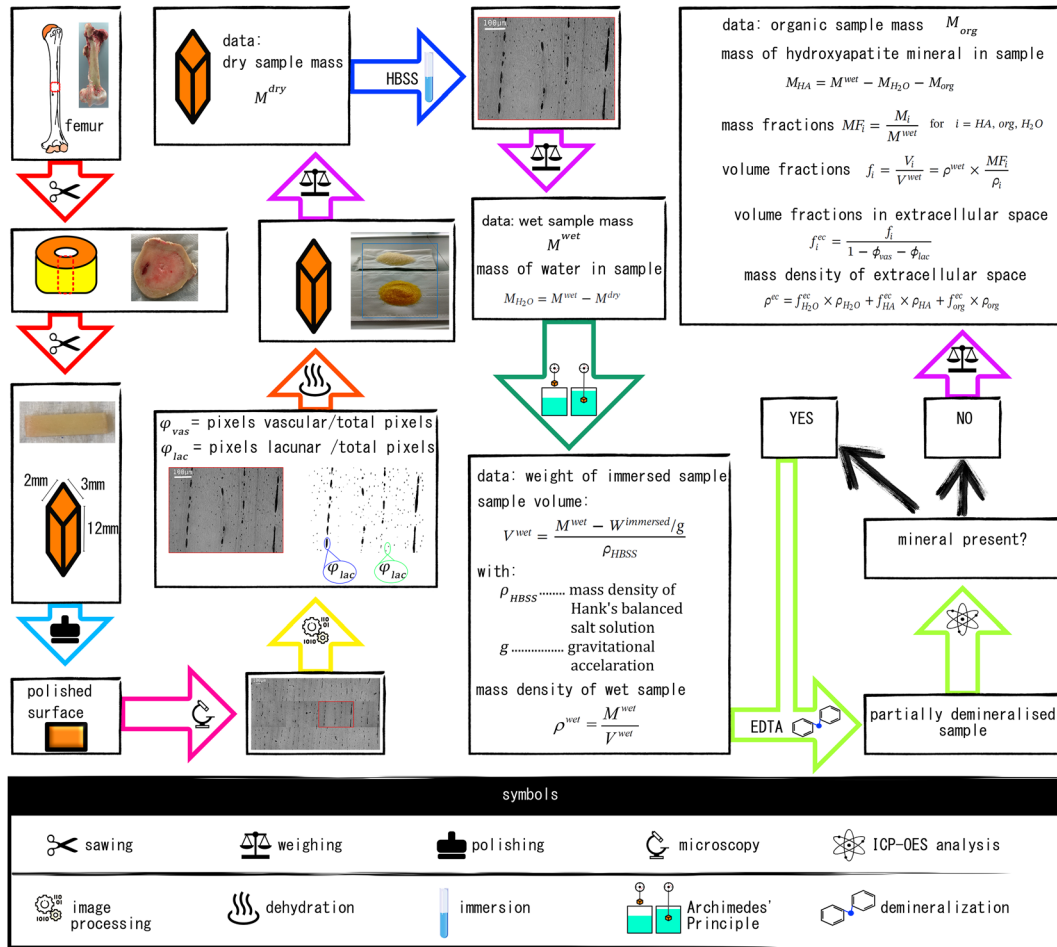 femur
2mm
3mm
12mm
polished
surface
data:
dry sample mass
M^dry
HBSS
100μm
φ_vas = pixels vascular/total pixels
φ_lac = pixels lacunar /total pixels
100μm
φ_lac
φ_lac
data: wet sample mass
M^wet
mass of water in sample
M_H₂O = M^wet − M^dry
data: weight of immersed sample
sample volume:
V^wet = (M^wet − W^immersed/g) / ρ_HBSS
with:
ρ_HBSS ........ mass density of
Hank's balanced
salt solution
g ................ gravitational
accelaration
mass density of wet sample
ρ^wet = M^wet / V^wet
EDTA
partially demineralised
sample
mineral present?
YES
NO
data: organic sample mass M_org
mass of hydroxyapatite mineral in sample
M_HA = M^wet − M_H₂O − M_org
mass fractions MF_i = M_i / M^wet for i = HA, org, H₂O
volume fractions f_i = V_i / V^wet = ρ^wet × MF_i / ρ_i
volume fractions in extracellular space
f_i^ec = f_i / (1 − ϕ_vas − ϕ_lac)
mass density of extracellular space
ρ^ec = f^ec_H₂O × ρ_H₂O + f^ec_HA × ρ_HA + f^ec_org × ρ_org
symbols
sawing
weighing
polishing
microscopy
ICP-OES analysis
110
01
1010
image
processing
dehydration
immersion
Archimedes'
Principle
demineralization